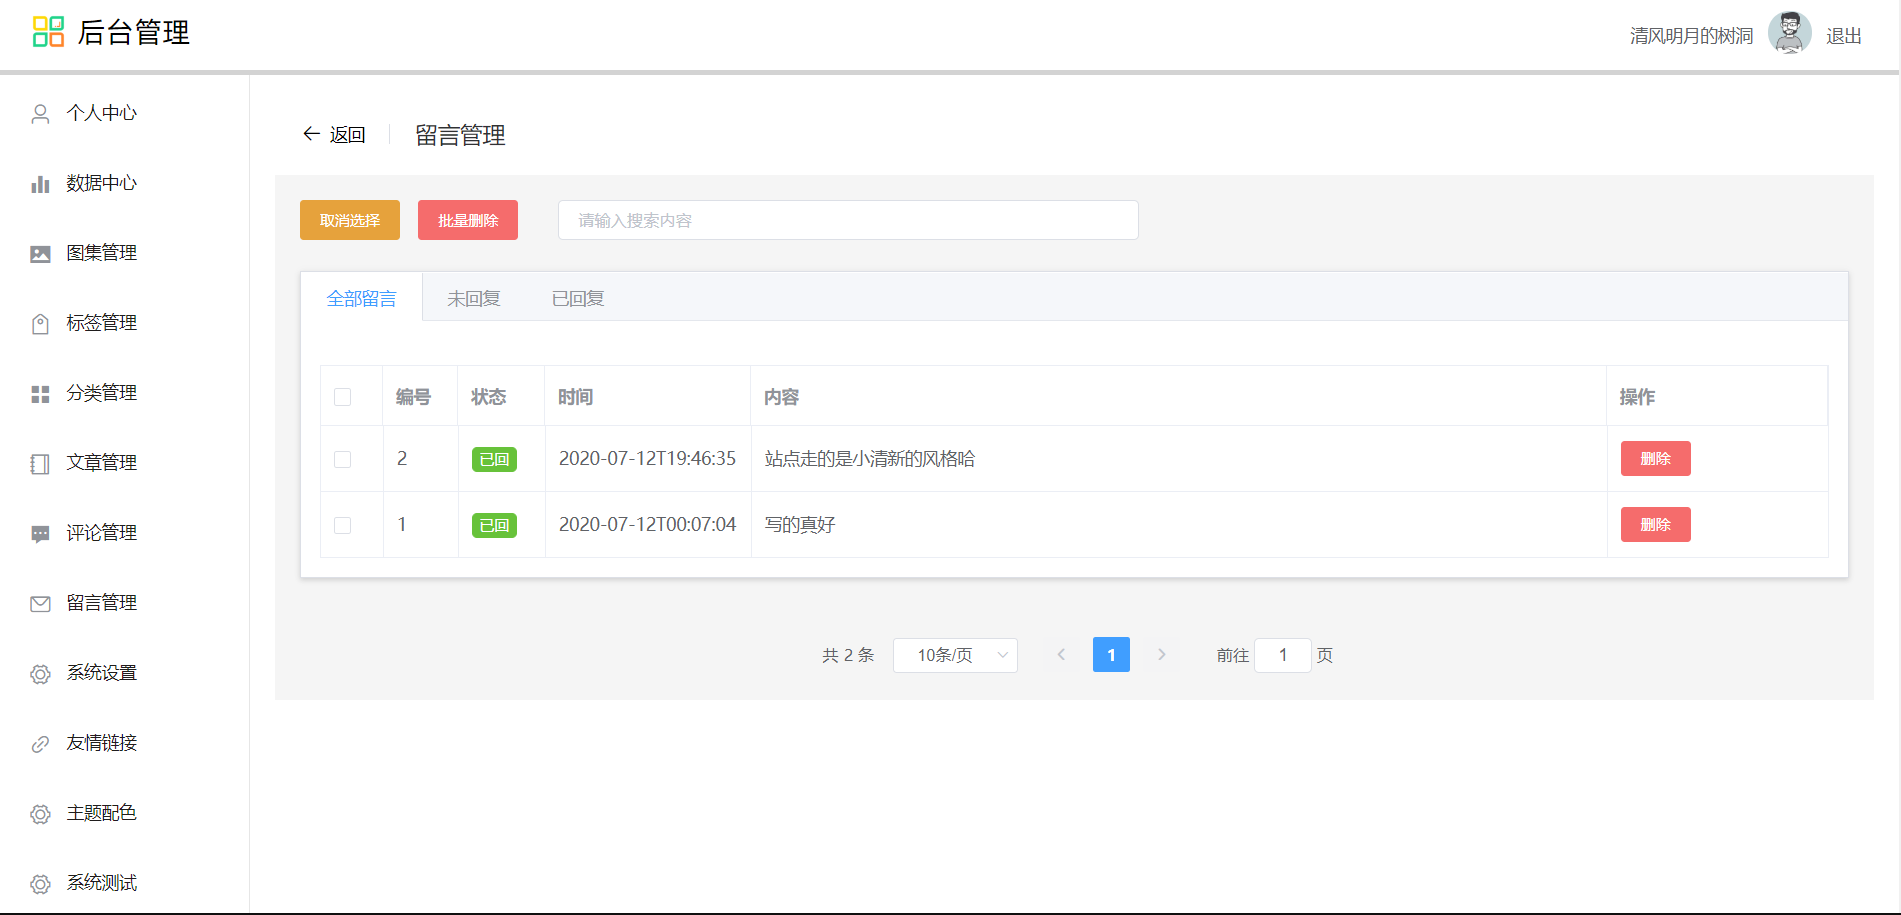 后台管理
清风明月的树洞 退出
个人中心
数据中心
图集管理
标签管理
分类管理
文章管理
评论管理
留言管理
系统设置
友情链接
主题配色
系统测试
返回 留言管理
取消选择 批量删除 请输入搜索内容
全部留言 未回复 已回复
编号 状态 时间 内容 操作
2 已回 2020-07-12T19:46:35 站点走的是小清新的风格哈 删除
1 已回 2020-07-12T00:07:04 写的真好 删除
共 2 条 10条/页 1 前往 1 页